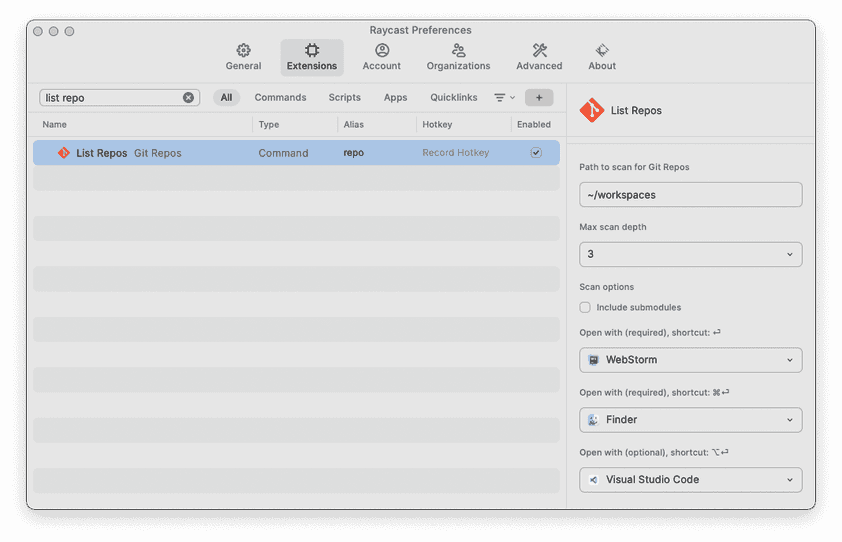 Raycast Preferences
General Extensions Account Organizations Advanced About
list repo All Commands Scripts Apps Quicklinks +
Name Type Alias Hotkey Enabled
List Repos Git Repos Command repo Record Hotkey
List Repos
Path to scan for Git Repos
~/workspaces
Max scan depth
3
Scan options
Include submodules
Open with (required), shortcut: ⏎
WebStorm
Open with (required), shortcut: ⌘⏎
Finder
Open with (optional), shortcut: ⌥⏎
Visual Studio Code